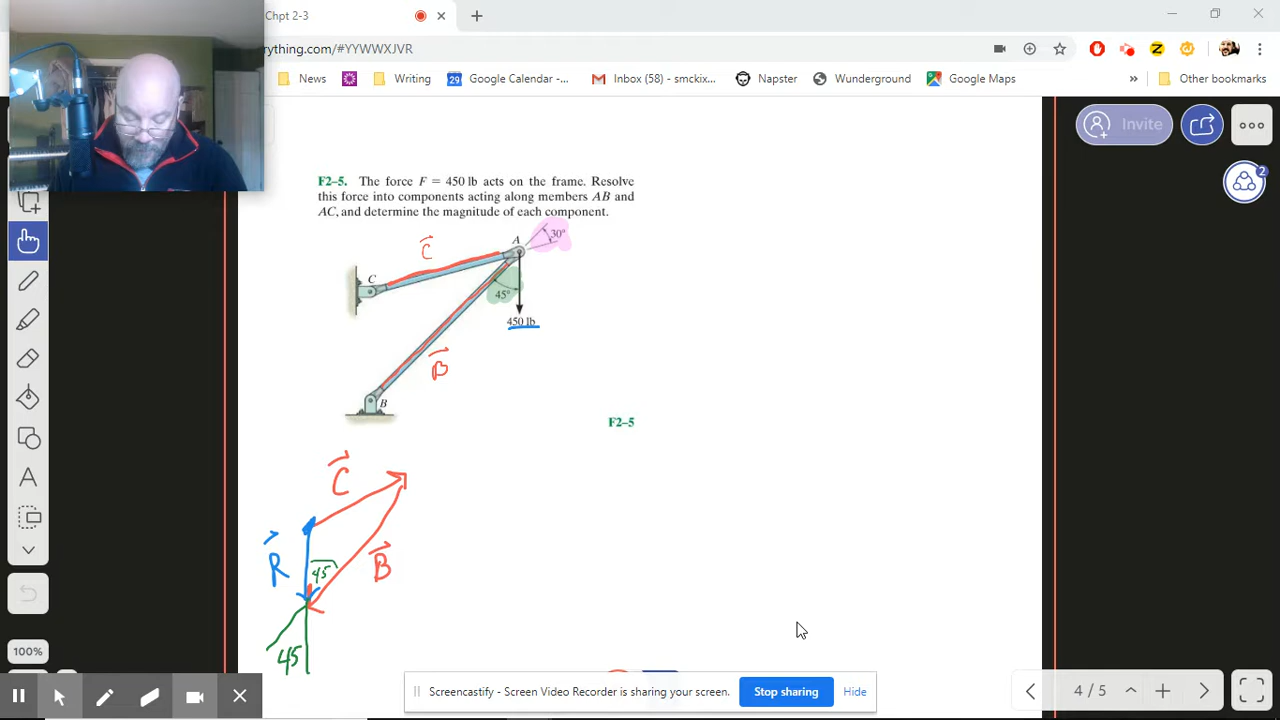 Chpt 2-3
erything.com/#YYWWXJVR
News
Writing
Google Calendar -...
Inbox (58) - smckix...
Napster
Wunderground
Google Maps
»
Other bookmarks
Invite
2
F2–5. The force F = 450 lb acts on the frame. Resolve
this force into components acting along members AB and
AC, and determine the magnitude of each component.
A
30°
C
C
45°
450 lb
B
B
F2–5
C
R
45
B
45
A
100%
Screencastify - Screen Video Recorder is sharing your screen.
Stop sharing
Hide
4 / 5